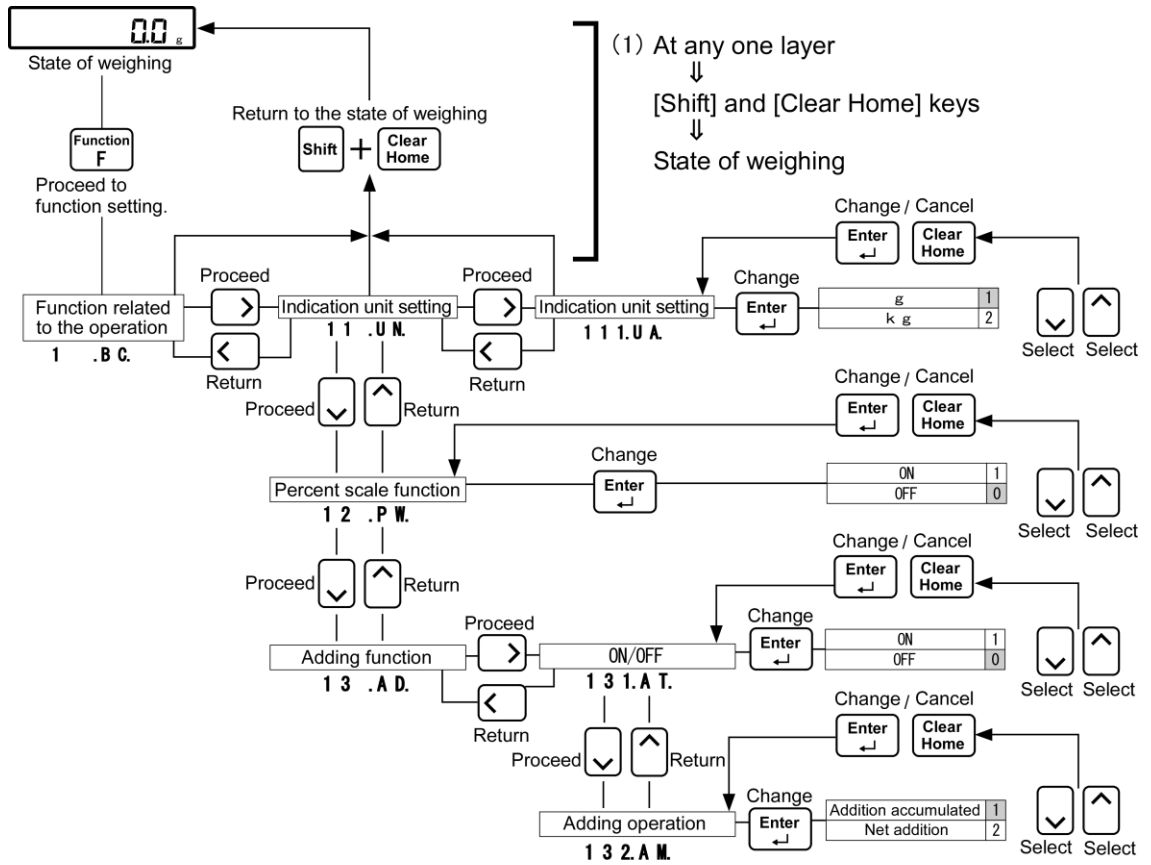 0.0 g
State of weighing
Function
F
Proceed to
function setting.
Return to the state of weighing
Shift + Clear
Home
(1) At any one layer
⇓
[Shift] and [Clear Home] keys
⇓
State of weighing
Change / Cancel
Enter
Clear
Home
Proceed
Proceed
Change
Function related
to the operation
1 .B C.
>
Indication unit setting
1 1 .U N.
>
Indication unit setting
1 1 1.U A.
Enter
g 1
k g 2
<
Return
<
Return
Select Select
Proceed
Return
Change / Cancel
Enter
Clear
Home
Change
Percent scale function
1 2 .P W.
Enter
ON 1
OFF 0
Select Select
Proceed
Return
Change / Cancel
Enter
Clear
Home
Proceed
Change
Adding function
1 3 .A D.
>
ON/OFF
1 3 1.A T.
Enter
ON 1
OFF 0
<
Return
Select Select
Proceed
Return
Change / Cancel
Enter
Clear
Home
Change
Adding operation
1 3 2.A M.
Enter
Addition accumulated 1
Net addition 2
Select Select